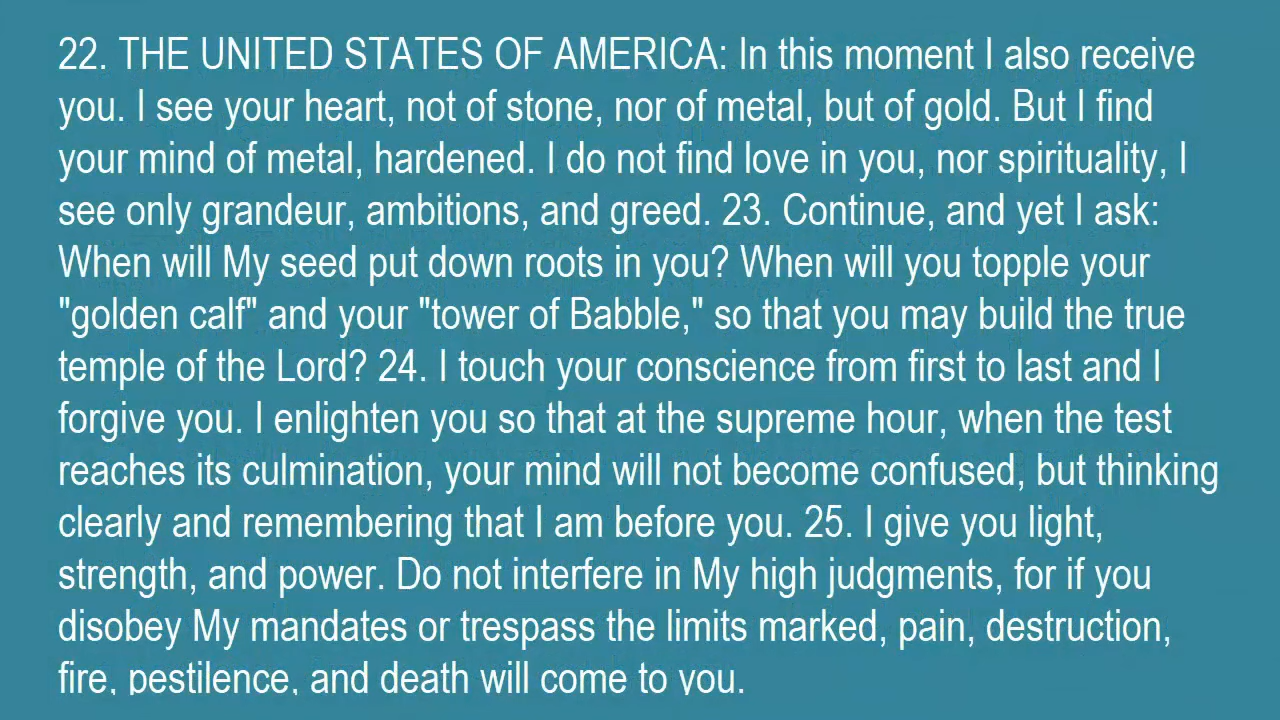 22. THE UNITED STATES OF AMERICA: In this moment I also receive
you. I see your heart, not of stone, nor of metal, but of gold. But I find
your mind of metal, hardened. I do not find love in you, nor spirituality, I
see only grandeur, ambitions, and greed. 23. Continue, and yet I ask:
When will My seed put down roots in you? When will you topple your
"golden calf" and your "tower of Babble," so that you may build the true
temple of the Lord? 24. I touch your conscience from first to last and I
forgive you. I enlighten you so that at the supreme hour, when the test
reaches its culmination, your mind will not become confused, but thinking
clearly and remembering that I am before you. 25. I give you light,
strength, and power. Do not interfere in My high judgments, for if you
disobey My mandates or trespass the limits marked, pain, destruction,
fire, pestilence, and death will come to you.